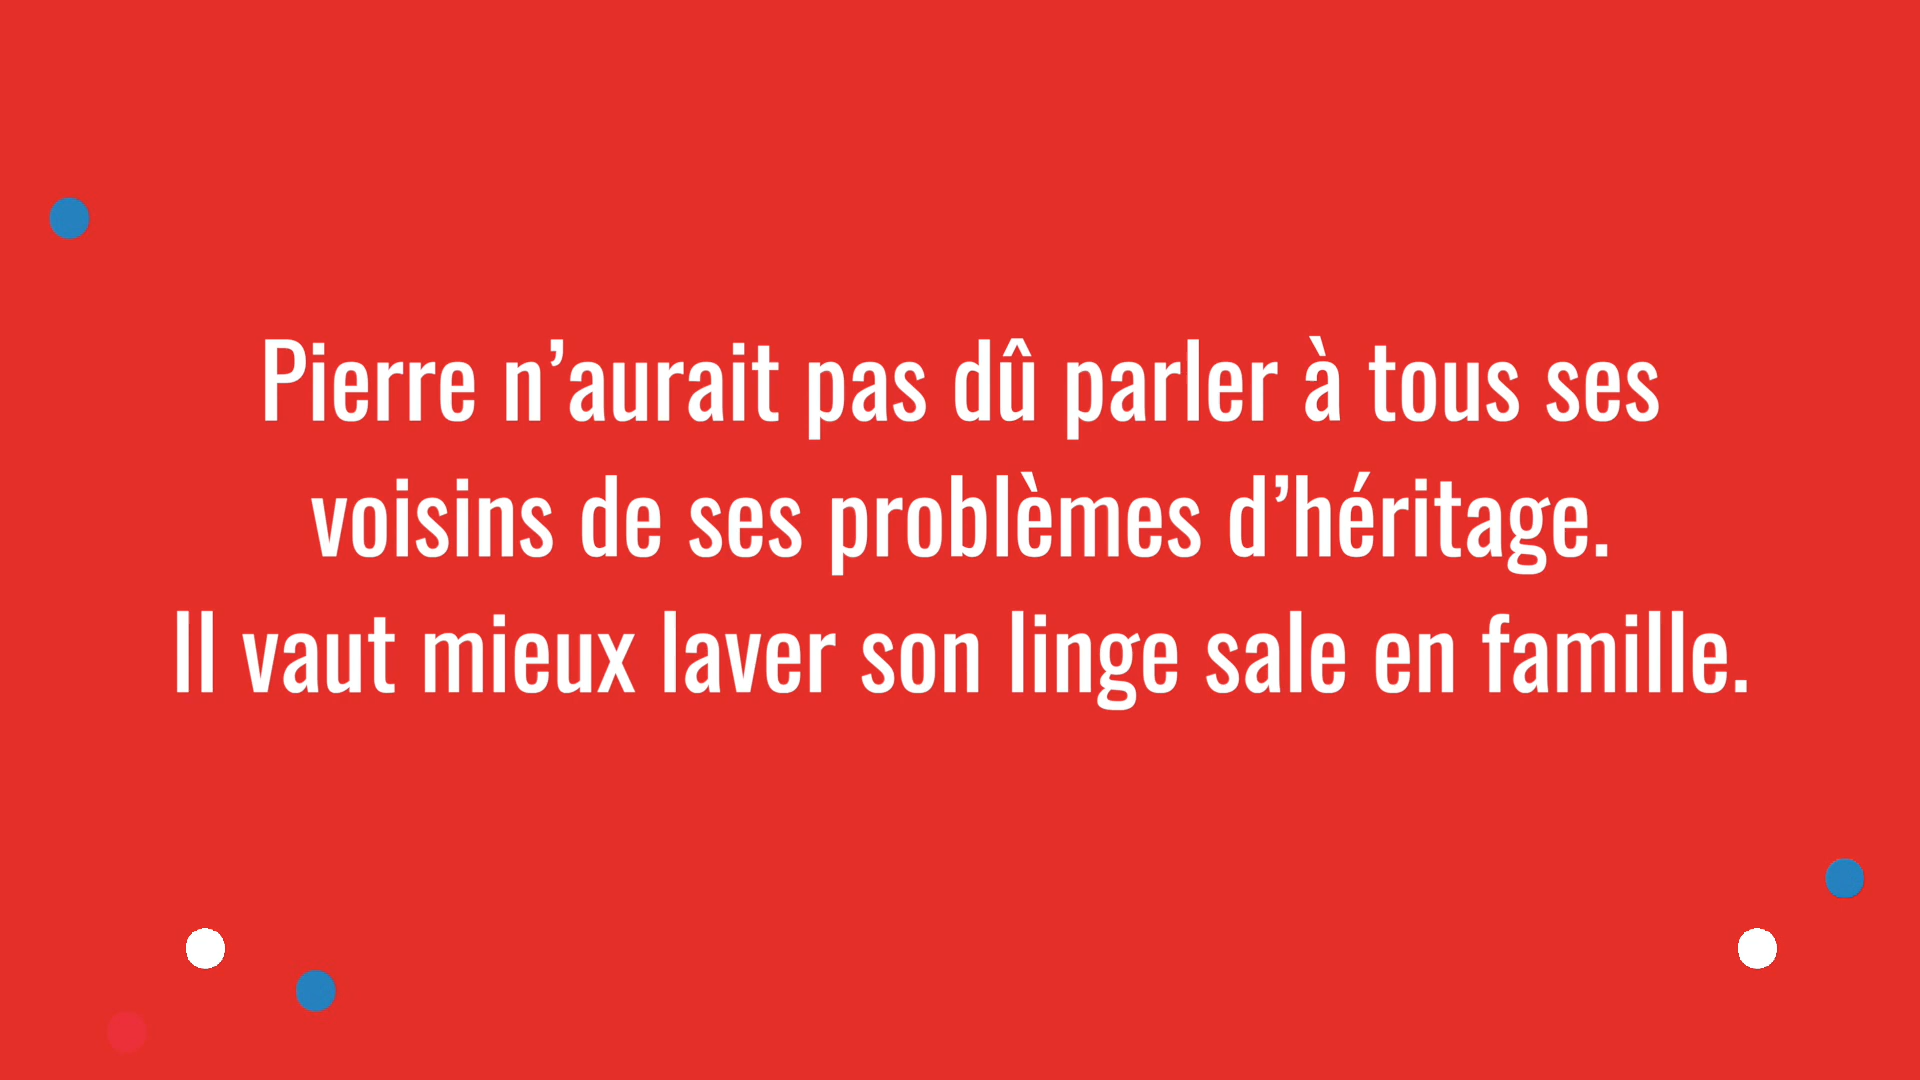 Pierre n’aurait pas dû parler à tous ses
voisins de ses problèmes d’héritage.
Il vaut mieux laver son linge sale en famille.